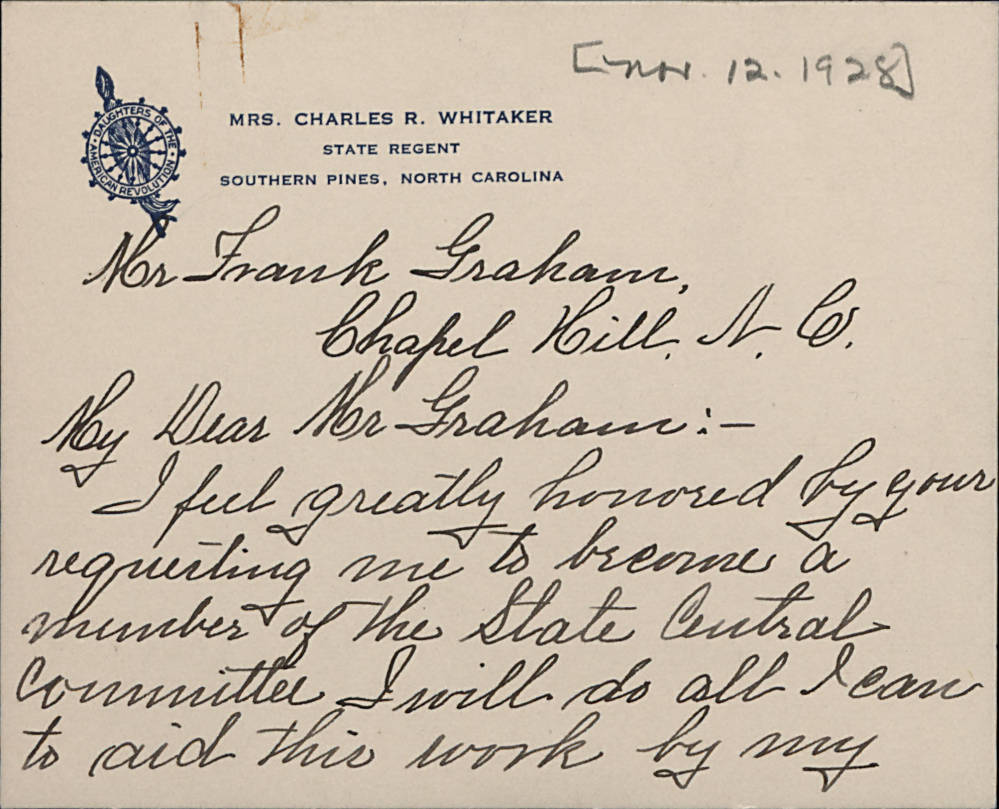 [Nov. 12. 1928]
DAUGHTERS OF THE AMERICAN REVOLUTION
MRS. CHARLES R. WHITAKER
STATE REGENT
SOUTHERN PINES, NORTH CAROLINA
Mr Frank Graham,
Chapel Hill, N. C.
My Dear Mr Graham:—
I feel greatly honored by your
requesting me to become a
member of the State Central
Committee I will do all I can
to aid this work by my